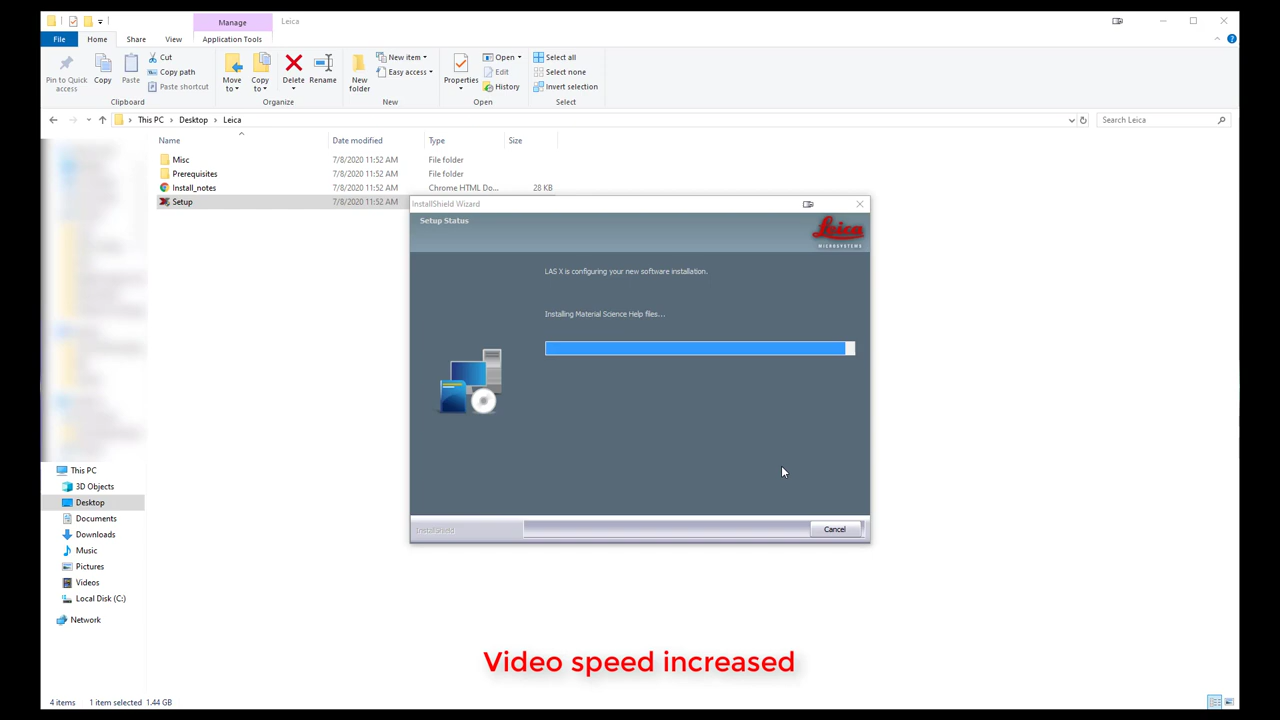 Manage
Leica
File
Home
Share
View
Application Tools
Pin to Quick
access
Copy
Paste
Cut
Copy path
Paste shortcut
Clipboard
Move
to
Copy
to
Delete
Rename
Organize
New
folder
New item
Easy access
New
Properties
Open
Edit
History
Open
Select all
Select none
Invert selection
Select
This PC
Desktop
Leica
Search Leica
Name
Date modified
Type
Size
Misc
7/8/2020 11:52 AM
File folder
Prerequisites
7/8/2020 11:52 AM
File folder
Install_notes
7/8/2020 11:52 AM
Chrome HTML Do...
28 KB
Setup
7/8/2020 11:52 AM
InstallShield Wizard
Setup Status
Leica
MICROSYSTEMS
LAS X is configuring your new software installation.
Installing Material Science Help files...
InstallShield
Cancel
This PC
3D Objects
Desktop
Documents
Downloads
Music
Pictures
Videos
Local Disk (C:)
Network
Video speed increased
4 items
1 item selected 1.44 GB